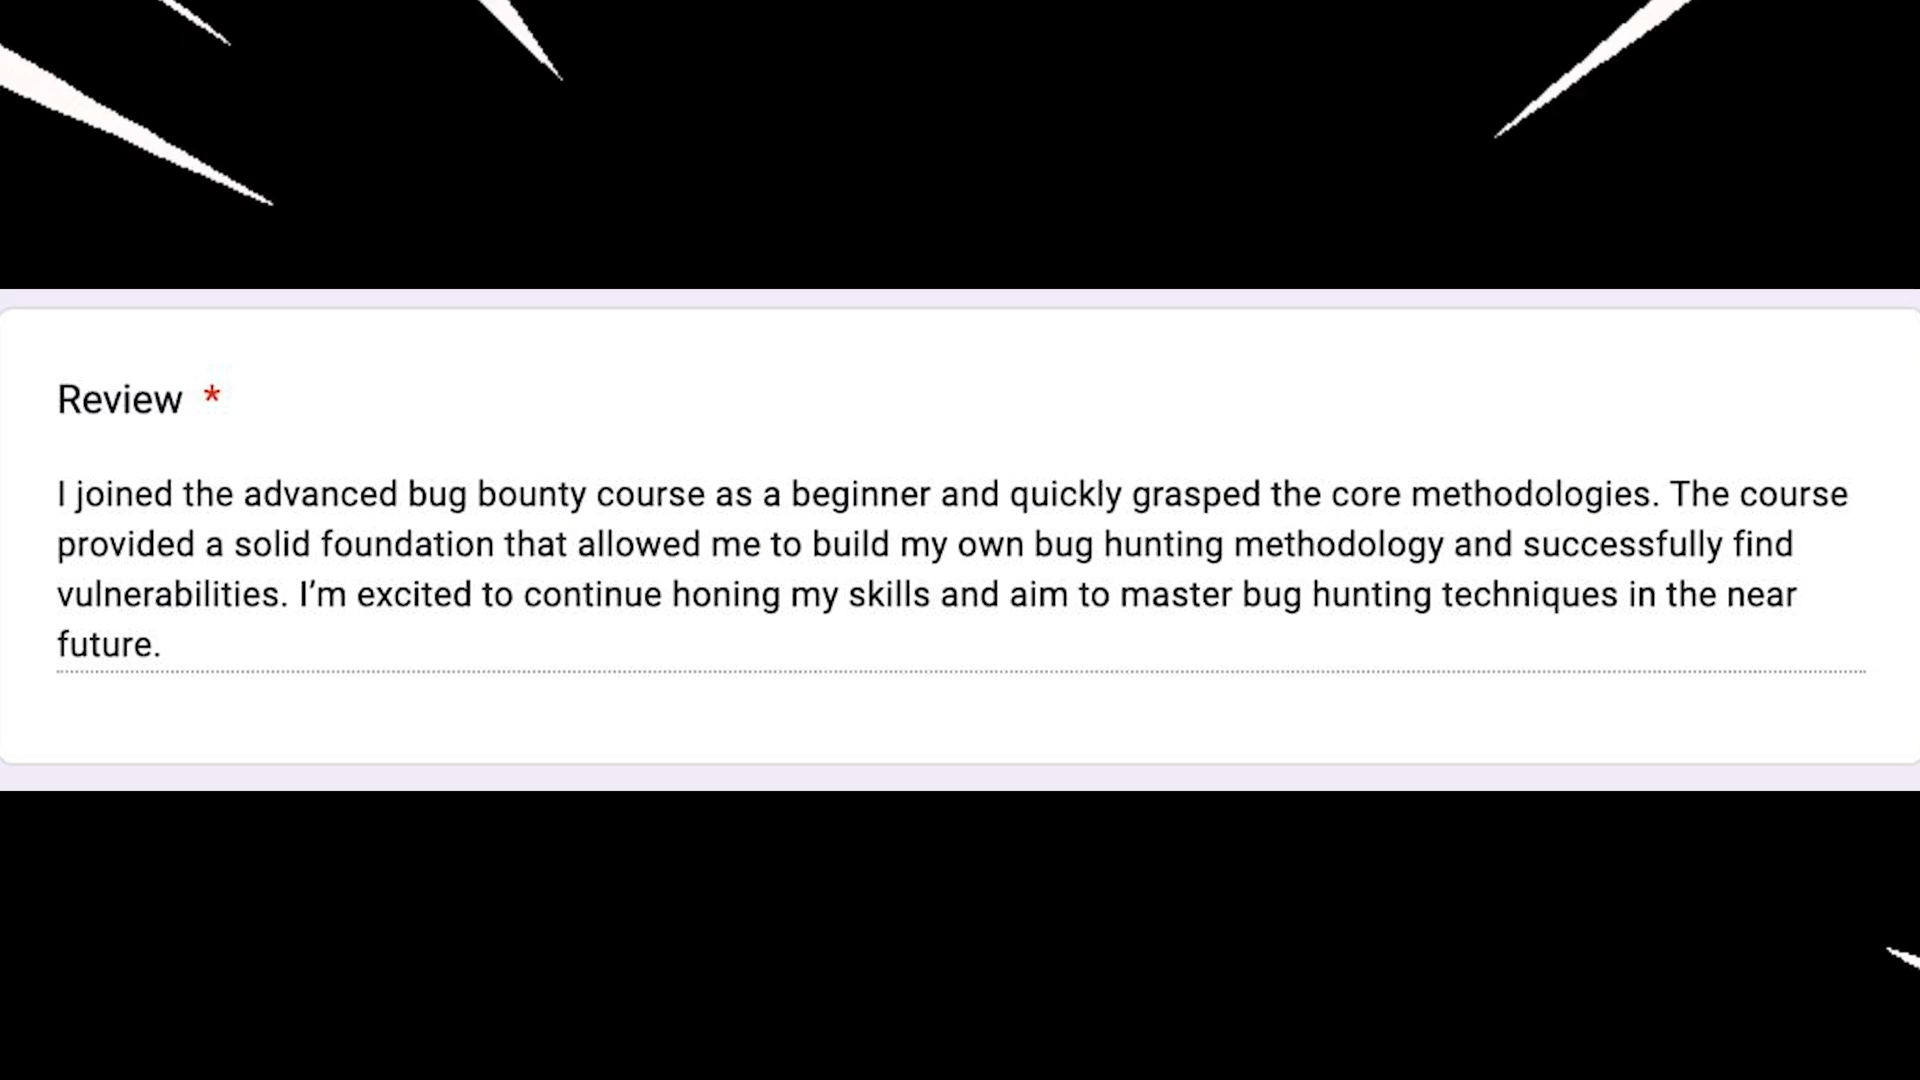 Review *
I joined the advanced bug bounty course as a beginner and quickly grasped the core methodologies. The course
provided a solid foundation that allowed me to build my own bug hunting methodology and successfully find
vulnerabilities. I’m excited to continue honing my skills and aim to master bug hunting techniques in the near
future.